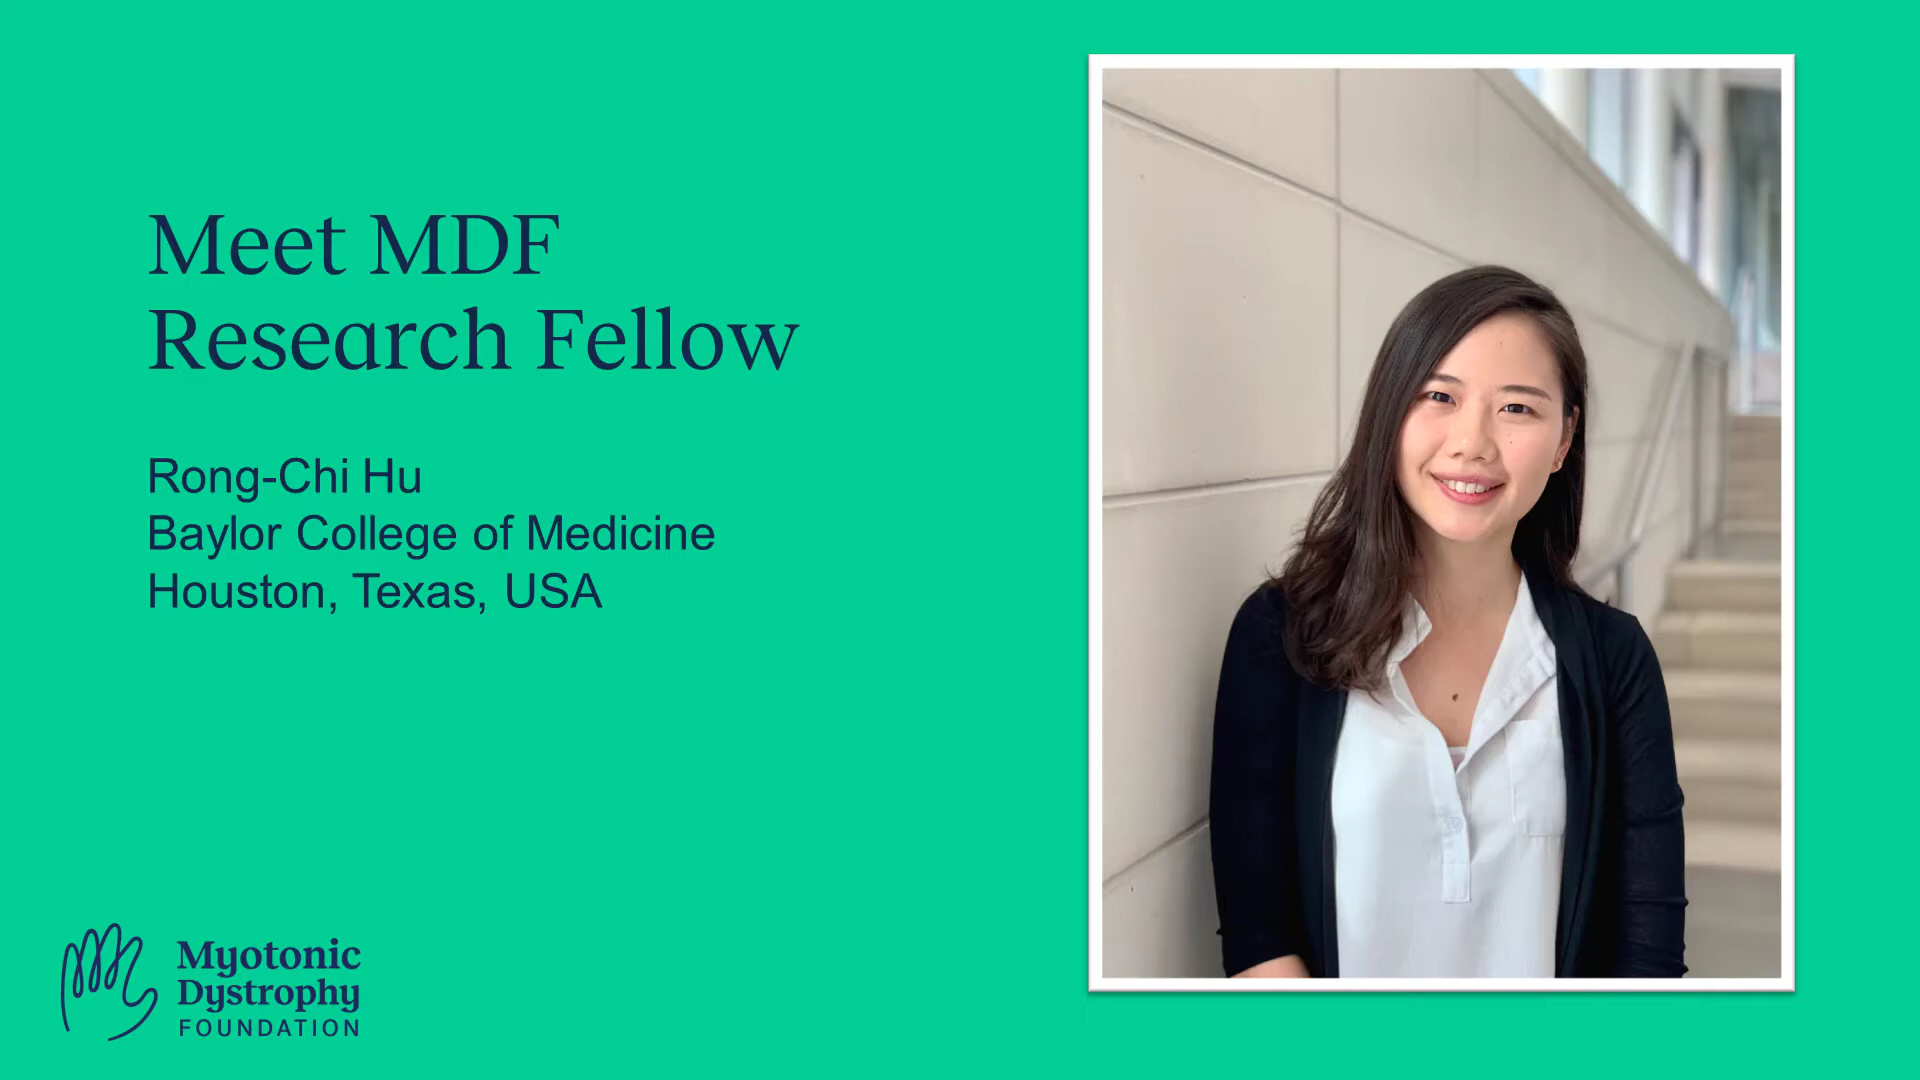 Meet MDF
Research Fellow
Rong-Chi Hu
Baylor College of Medicine
Houston, Texas, USA
Myotonic
Dystrophy
FOUNDATION